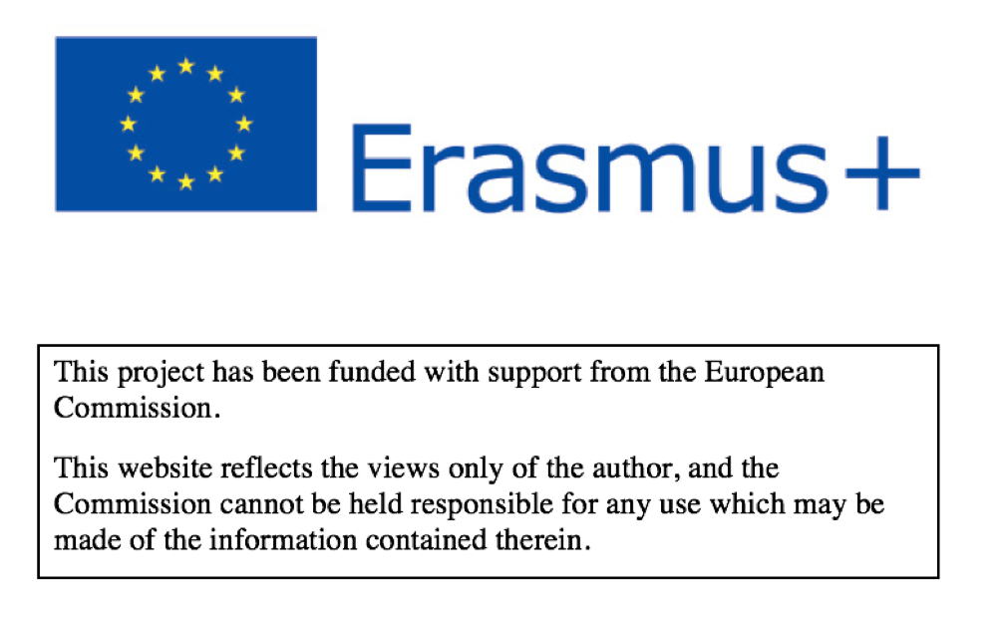 Erasmus+
This project has been funded with support from the European
Commission.
This website reflects the views only of the author, and the
Commission cannot be held responsible for any use which may be
made of the information contained therein.